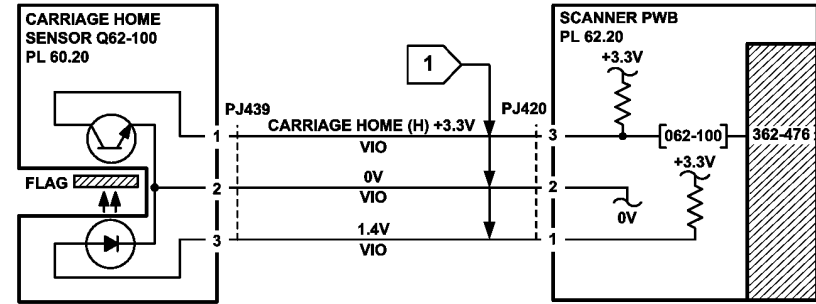 CARRIAGE HOME
SENSOR Q62-100
PL 60.20
SCANNER PWB
PL 62.20
+3.3V
1
PJ439
PJ420
1
CARRIAGE HOME (H) +3.3V
3
062-100
362-476
VIO
+3.3V
FLAG
2
0V
2
VIO
0V
3
1.4V
1
VIO